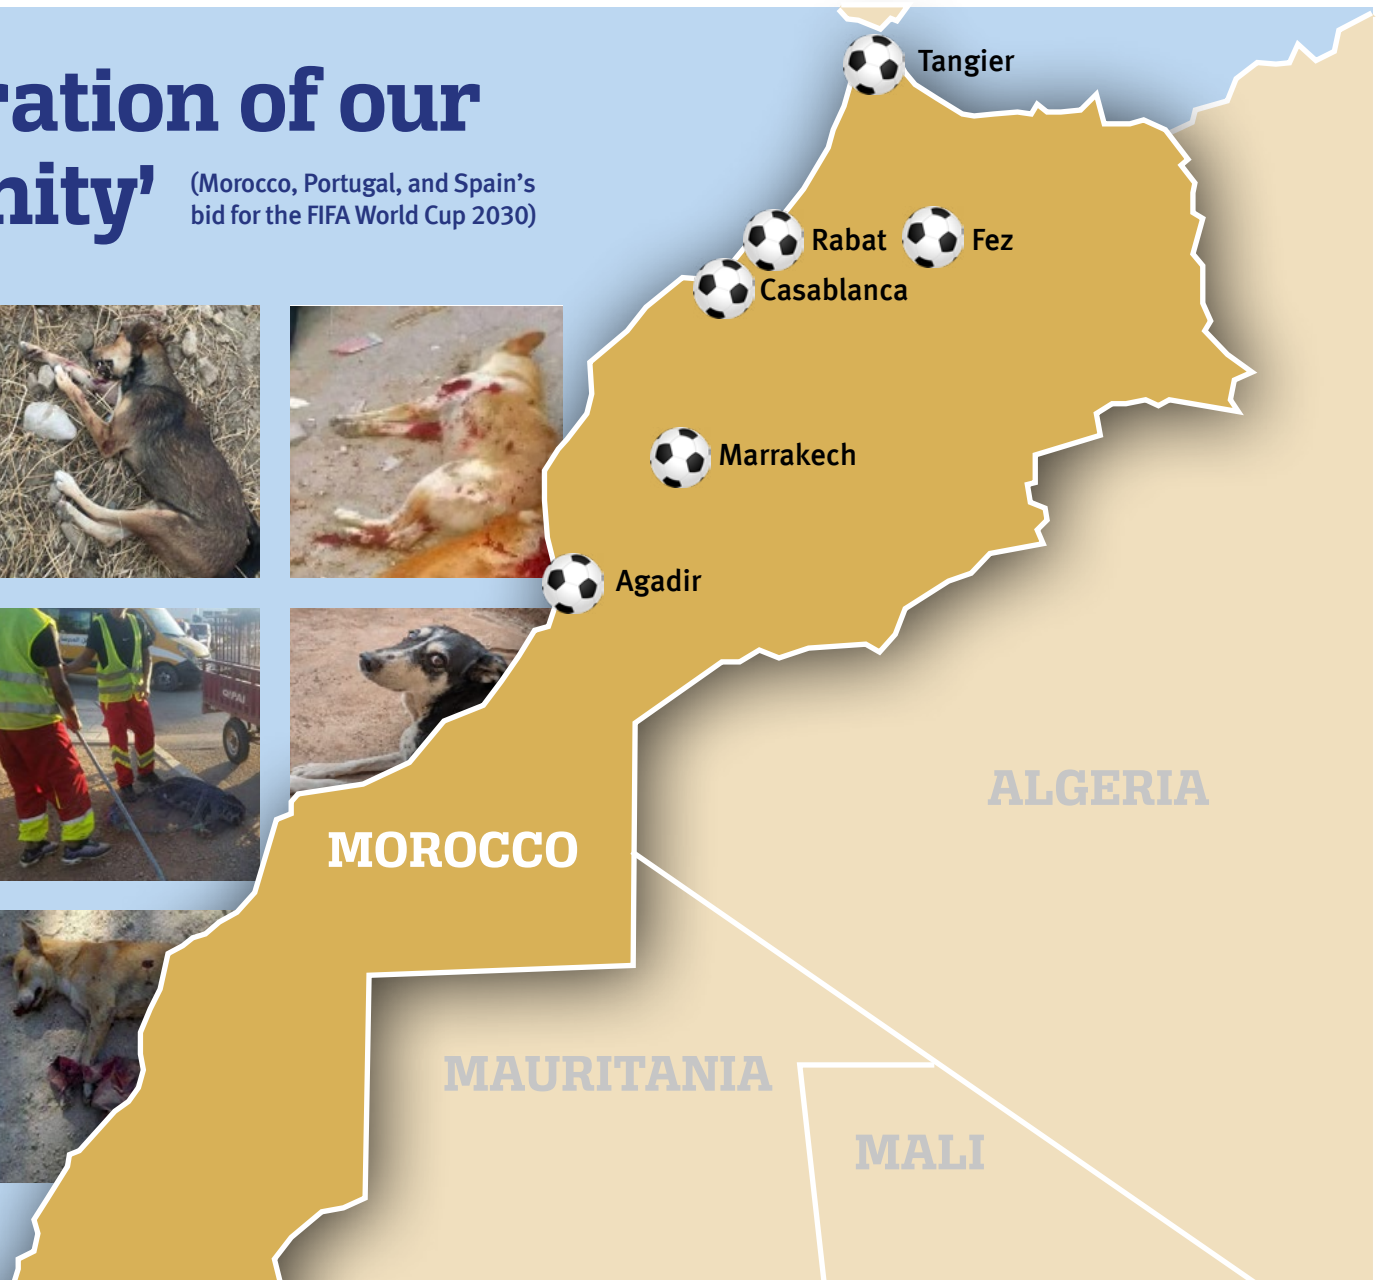 ration of our
nity’
(Morocco, Portugal, and Spain’s
bid for the FIFA World Cup 2030)
Tangier
Rabat
Fez
Casablanca
Marrakech
Agadir
MOROCCO
ALGERIA
MAURITANIA
MALI